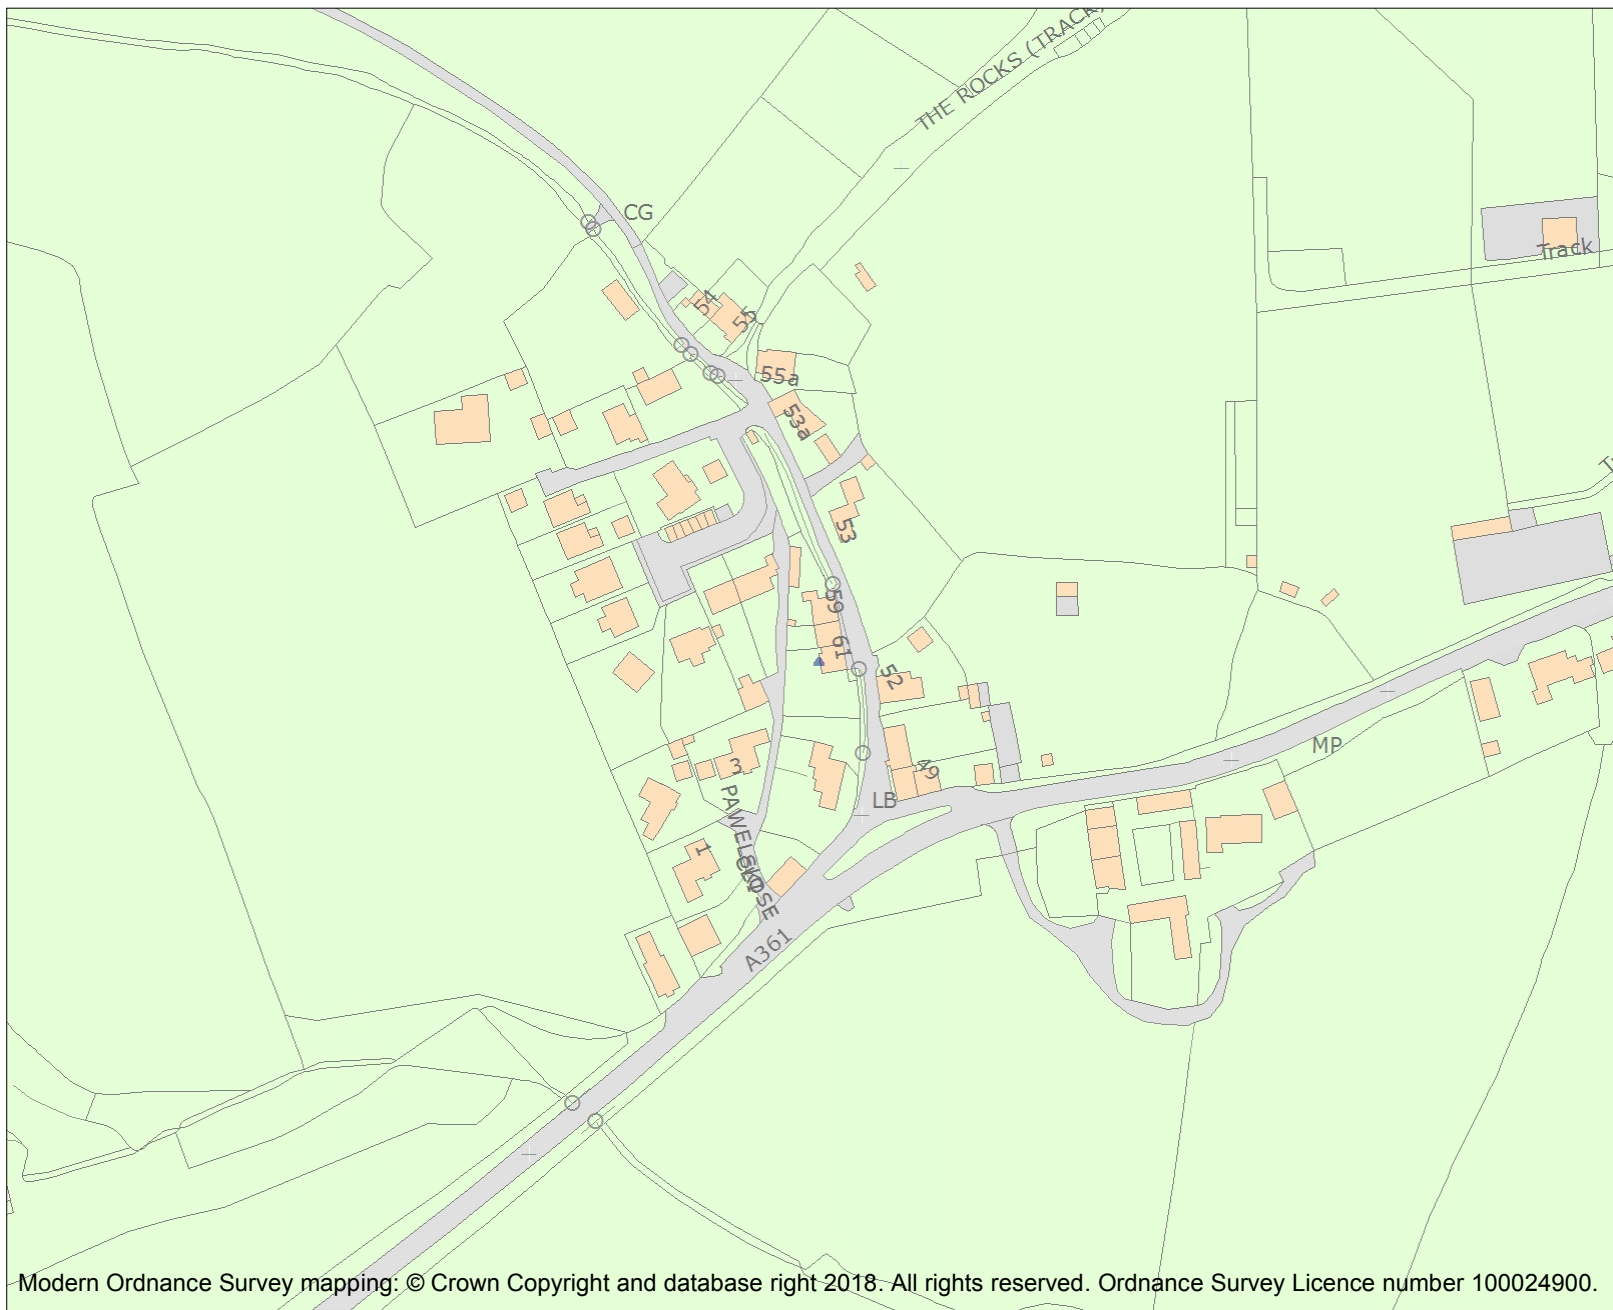 THE ROCKS (TRACK)
CG
Track
54
55
55a
53a
53
59
61
52
MP
3
49
LB
PAWELSKI
CLOSE
1
A361
Modern Ordnance Survey mapping: © Crown Copyright and database right 2018. All rights reserved. Ordnance Survey Licence number 100024900.